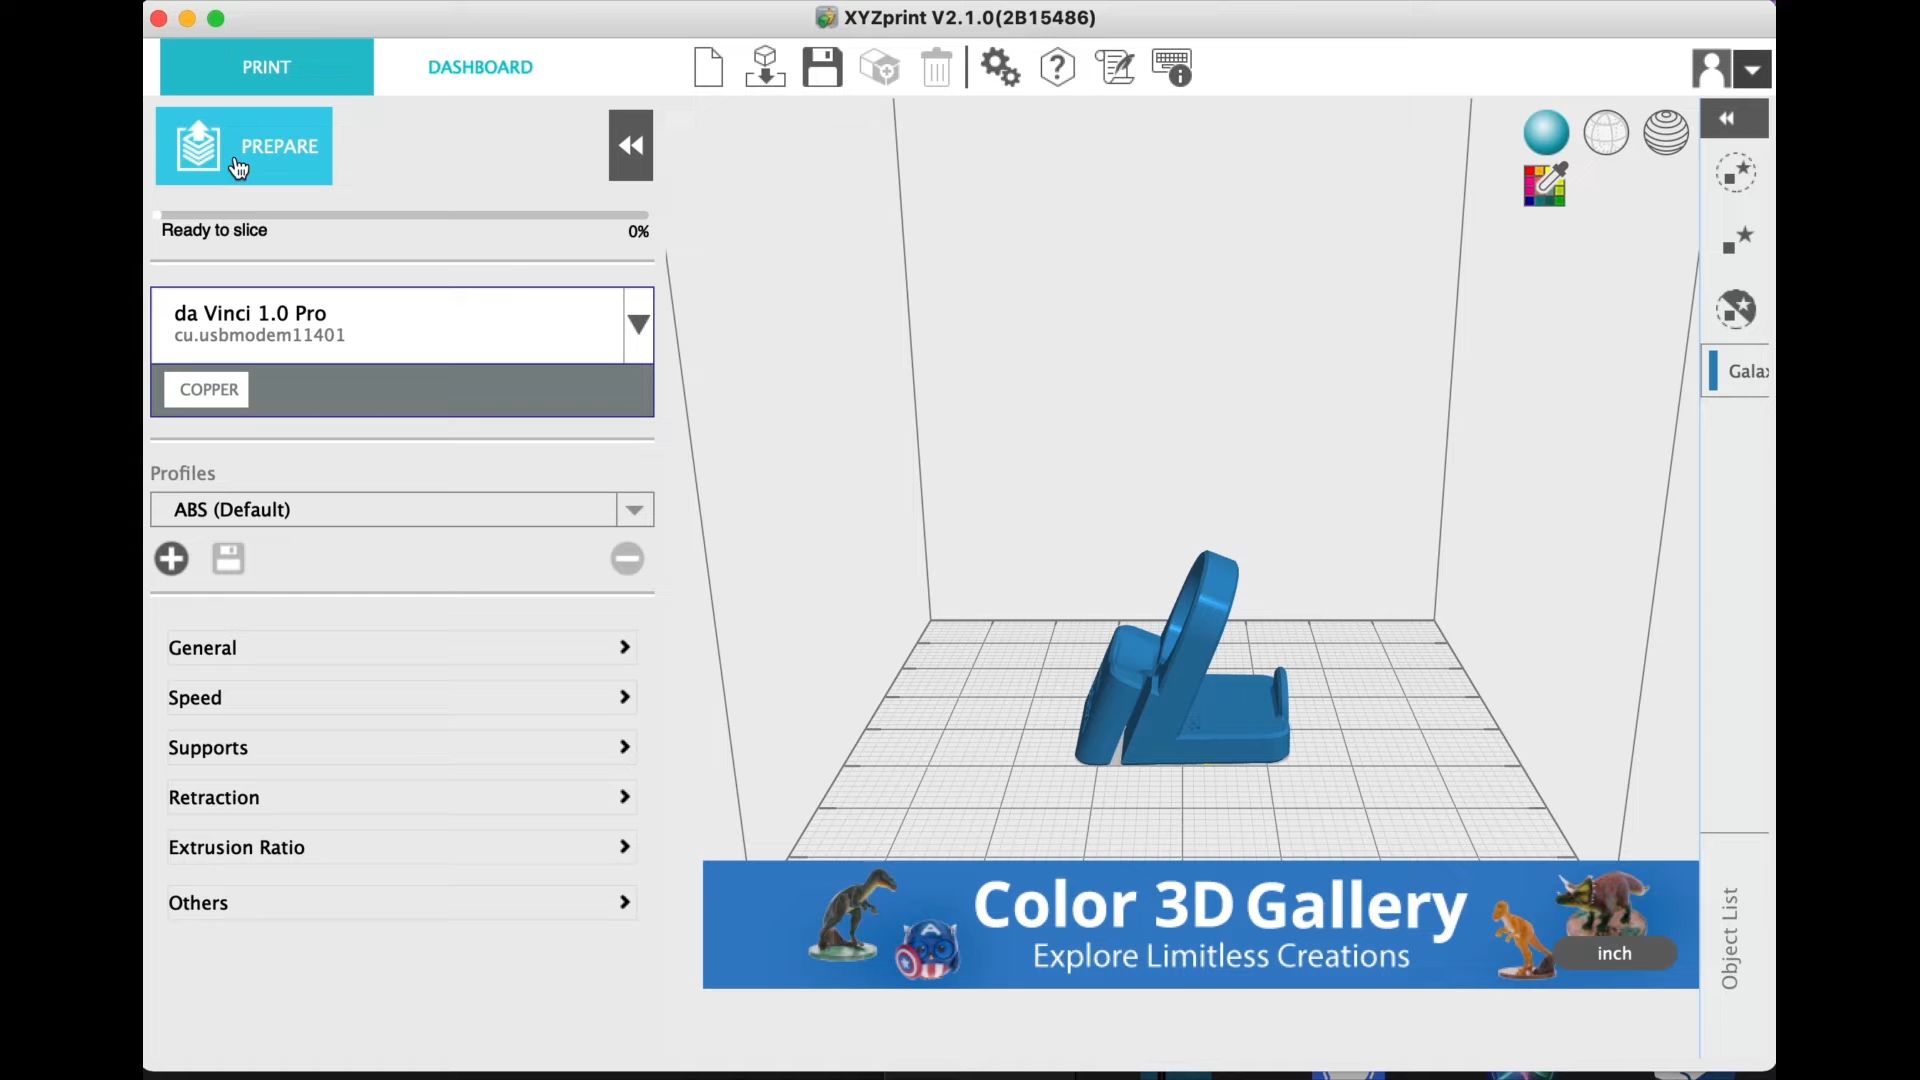 XYZprint V2.1.0(2B15486)
PRINT
DASHBOARD
PREPARE
Ready to slice
0%
da Vinci 1.0 Pro
cu.usbmodem11401
COPPER
Profiles
ABS (Default)
General
Speed
Supports
Retraction
Extrusion Ratio
Others
Galax
Color 3D Gallery
Explore Limitless Creations
inch
Object List